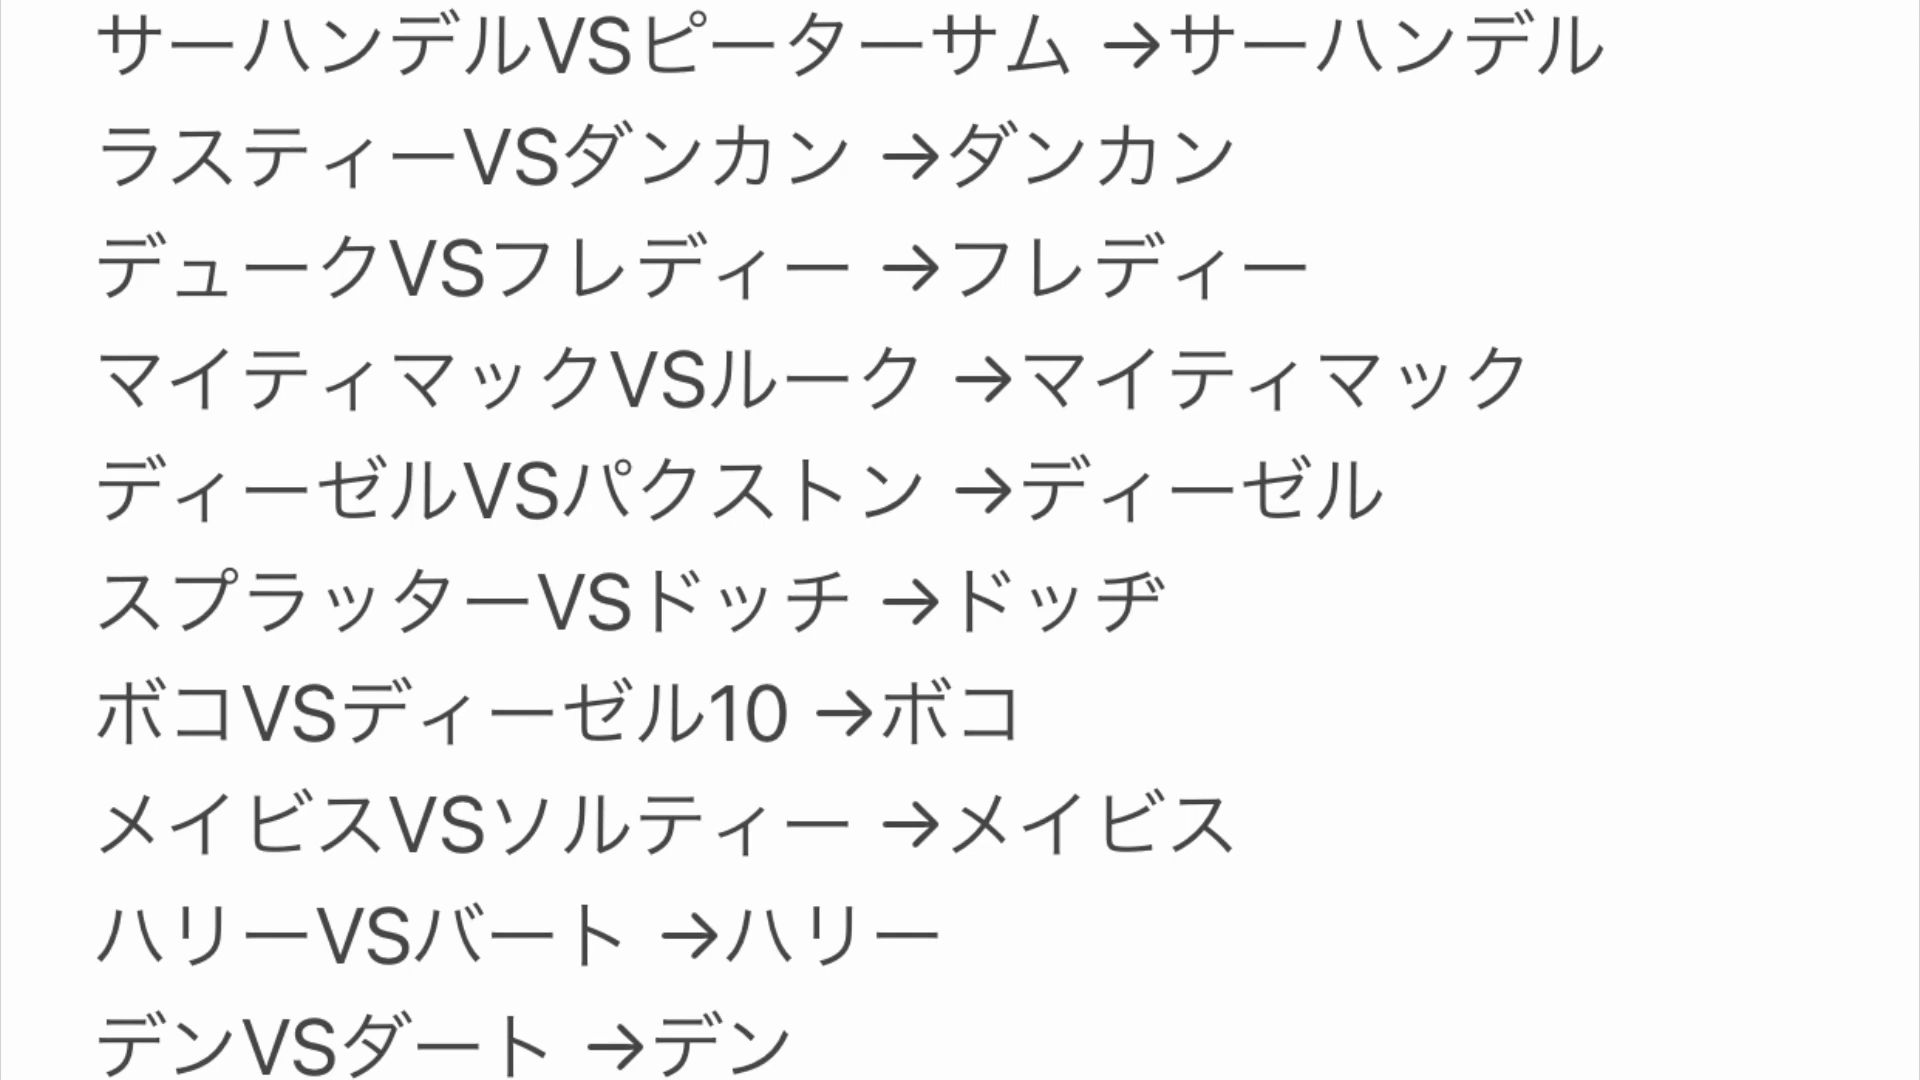 サーハンデルVSピーターサム →サーハンデル
ラスティーVSダンカン →ダンカン
デュークVSフレディー →フレディー
マイティマックVSルーク →マイティマック
ディーゼルVSパクストン →ディーゼル
スプラッターVSドッチ →ドッヂ
ボコVSディーゼル10 →ボコ
メイビスVSソルティー →メイビス
ハリーVSバート →ハリー
デンVSダート →デン